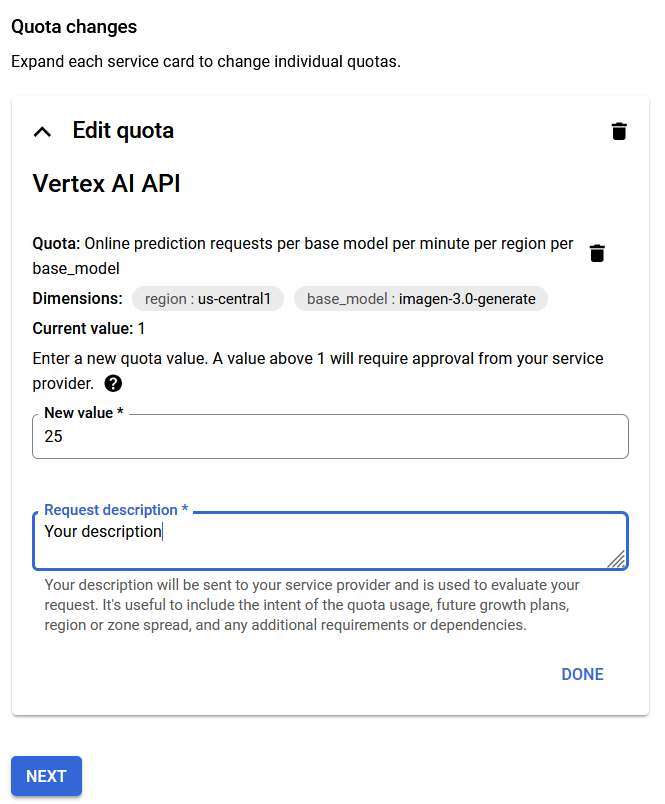 Quota changes
Expand each service card to change individual quotas.
Edit quota
Vertex AI API
Quota: Online prediction requests per base model per minute per region per
base_model
Dimensions: region : us-central1 base_model : imagen-3.0-generate
Current value: 1
Enter a new quota value. A value above 1 will require approval from your service
provider. ?
New value *
25
Request description *
Your description
Your description will be sent to your service provider and is used to evaluate your
request. It's useful to include the intent of the quota usage, future growth plans,
region or zone spread, and any additional requirements or dependencies.
DONE
NEXT